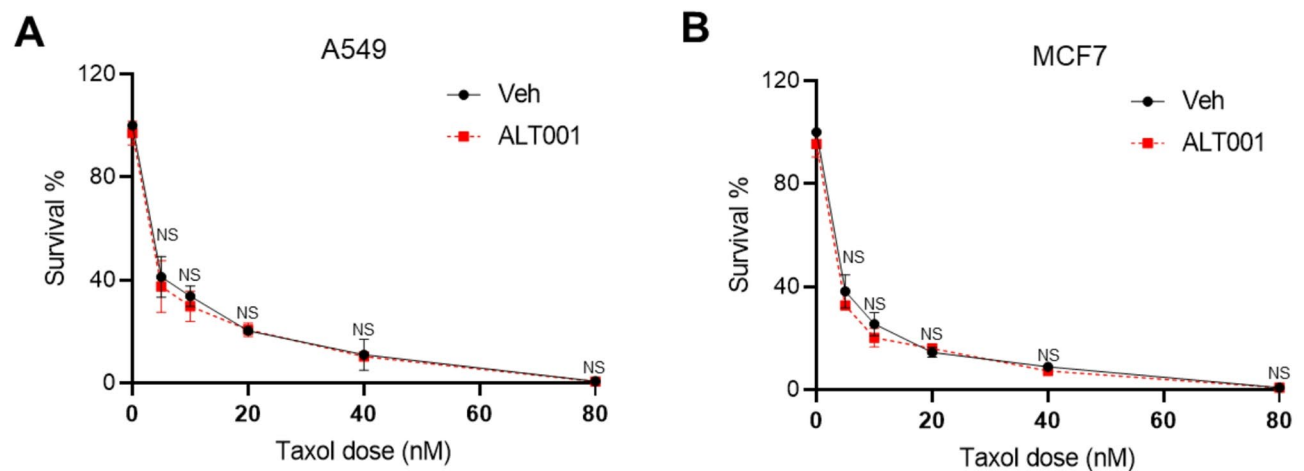 A
A549
Veh
ALT001
Survival %
120
80
40
0
NS
NS
NS
NS
NS
0
20
40
60
80
Taxol dose (nM)
B
MCF7
Veh
ALT001
Survival %
120
80
40
0
NS
NS
NS
NS
NS
0
20
40
60
80
Taxol dose (nM)